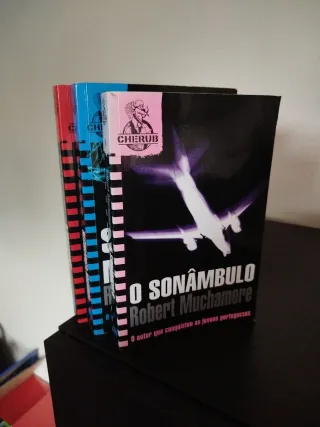 CHERUB
O SONÂMBULO
Robert Muchamore
O autor que conquistou os jovens portugueses